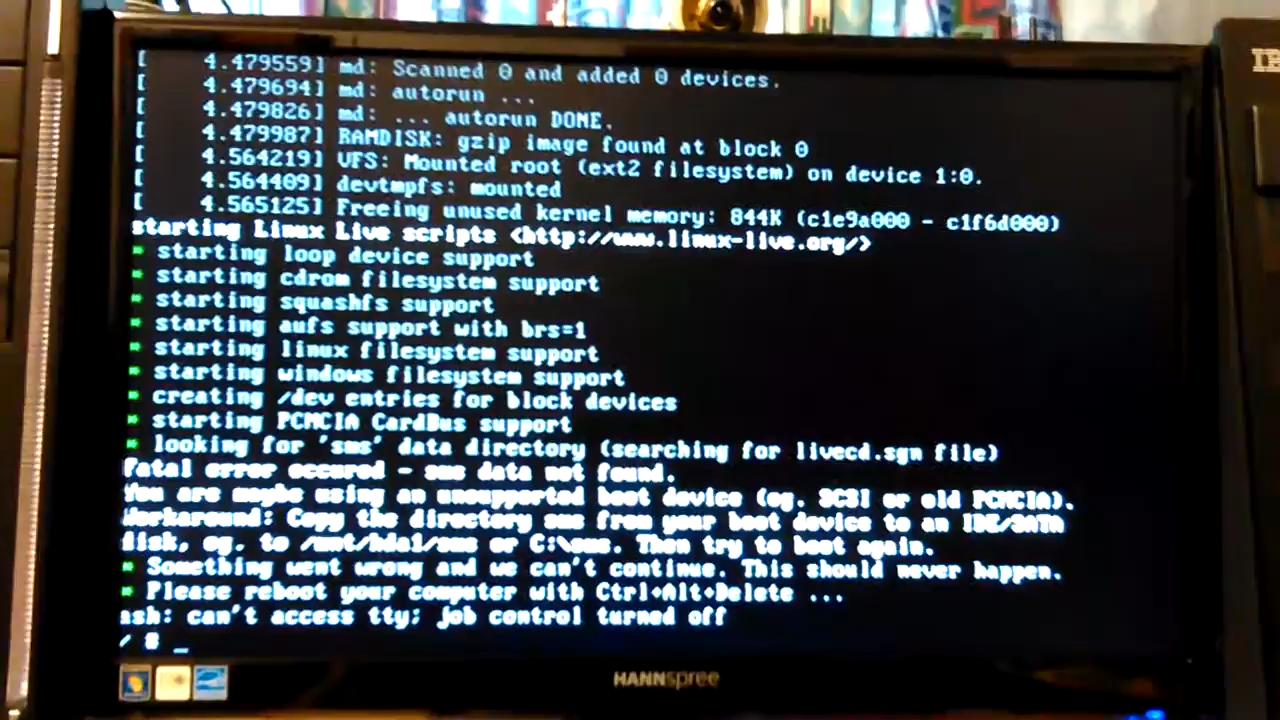 [ 4.479559] md: Scanned 0 and added 0 devices.
[ 4.479694] md: autorun ...
[ 4.479826] md: ... autorun DONE.
[ 4.479987] RAMDISK: gzip image found at block 0
[ 4.564219] VFS: Mounted root (ext2 filesystem) on device 1:0.
[ 4.564409] devtmpfs: mounted
[ 4.565125] Freeing unused kernel memory: 844K (c1e9a000 - c1f6d000)
starting Linux Live scripts <http://www.linux-live.org/>
* starting loop device support
* starting cdrom filesystem support
* starting squashfs support
* starting aufs support with brs=1
* starting linux filesystem support
* starting windows filesystem support
* creating /dev entries for block devices
* starting PCMCIA CardBus support
* looking for 'sms' data directory (searching for livecd.sgn file)
Fatal error occured - sms data not found.
You are maybe using an unsupported boot device (eg. SCSI or old PCMCIA).
Workaround: Copy the directory sms from your boot device to an IDE/SATA
disk, eg. to /mnt/hda1/sms or C:\sms. Then try to boot again.
* Something went wrong and we can't continue. This should never happen.
* Please reboot your computer with Ctrl+Alt+Delete ...
ash: can't access tty; job control turned off
/ # _
HANNspree